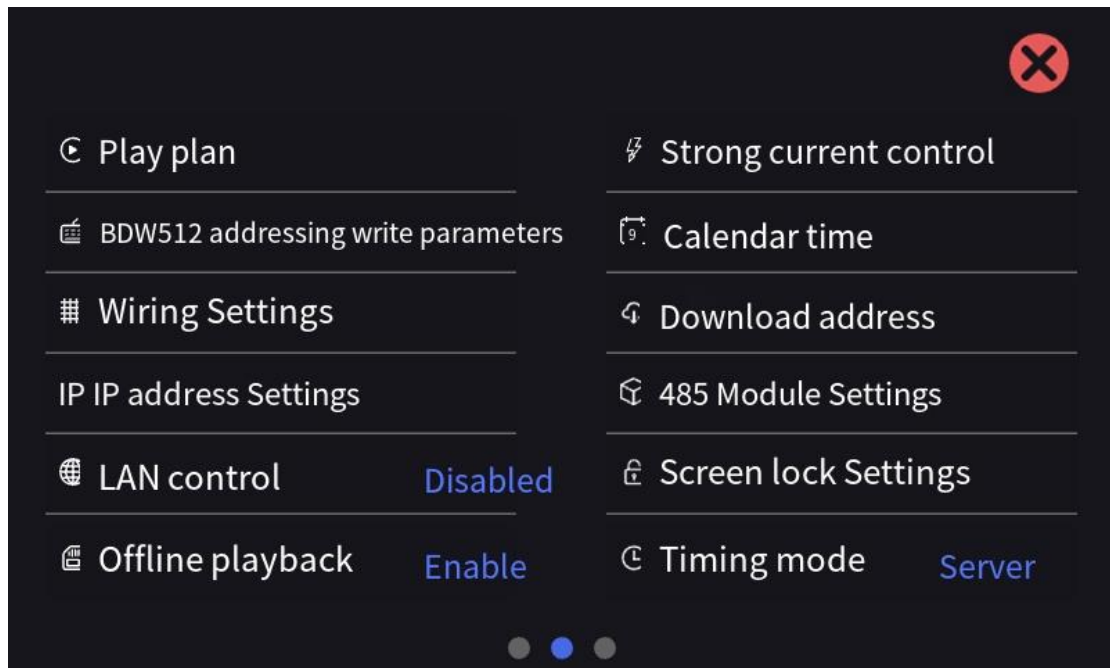 Play plan
Strong current control
BDW512 addressing write parameters
9 Calendar time
Wiring Settings
Download address
IP IP address Settings
485 Module Settings
LAN control Disabled
Screen lock Settings
Offline playback Enable
Timing mode Server